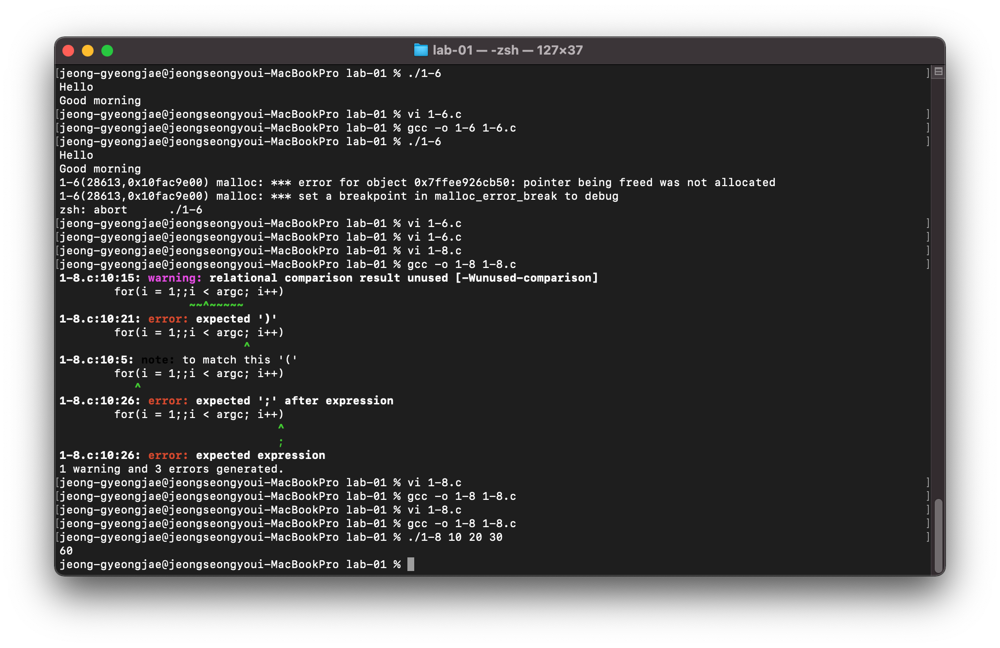 lab-01 — -zsh — 127×37
[jeong-gyeongjae@jeongseongyoui-MacBookPro lab-01 % ./1-6 ]
Hello
Good morning
[jeong-gyeongjae@jeongseongyoui-MacBookPro lab-01 % vi 1-6.c ]
[jeong-gyeongjae@jeongseongyoui-MacBookPro lab-01 % gcc -o 1-6 1-6.c ]
[jeong-gyeongjae@jeongseongyoui-MacBookPro lab-01 % ./1-6 ]
Hello
Good morning
1-6(28613,0x10fac9e00) malloc: *** error for object 0x7ffee926cb50: pointer being freed was not allocated
1-6(28613,0x10fac9e00) malloc: *** set a breakpoint in malloc_error_break to debug
zsh: abort      ./1-6
[jeong-gyeongjae@jeongseongyoui-MacBookPro lab-01 % vi 1-6.c ]
[jeong-gyeongjae@jeongseongyoui-MacBookPro lab-01 % vi 1-6.c ]
[jeong-gyeongjae@jeongseongyoui-MacBookPro lab-01 % vi 1-8.c ]
[jeong-gyeongjae@jeongseongyoui-MacBookPro lab-01 % gcc -o 1-8 1-8.c ]
1-8.c:10:15: warning: relational comparison result unused [-Wunused-comparison]
        for(i = 1;;i < argc; i++)
                   ~~^~~~~~
1-8.c:10:21: error: expected ')'
        for(i = 1;;i < argc; i++)
                           ^
1-8.c:10:5: note: to match this '('
        for(i = 1;;i < argc; i++)
           ^
1-8.c:10:26: error: expected ';' after expression
        for(i = 1;;i < argc; i++)
                                ^
                                ;
1-8.c:10:26: error: expected expression
1 warning and 3 errors generated.
[jeong-gyeongjae@jeongseongyoui-MacBookPro lab-01 % vi 1-8.c ]
[jeong-gyeongjae@jeongseongyoui-MacBookPro lab-01 % gcc -o 1-8 1-8.c ]
[jeong-gyeongjae@jeongseongyoui-MacBookPro lab-01 % vi 1-8.c ]
[jeong-gyeongjae@jeongseongyoui-MacBookPro lab-01 % gcc -o 1-8 1-8.c ]
[jeong-gyeongjae@jeongseongyoui-MacBookPro lab-01 % ./1-8 10 20 30 ]
60
jeong-gyeongjae@jeongseongyoui-MacBookPro lab-01 %